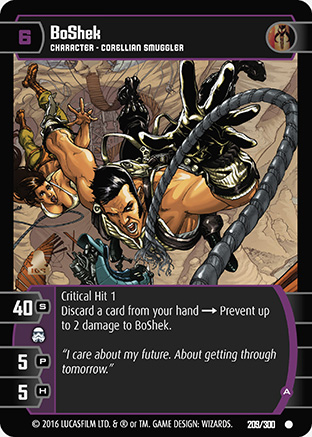 6 BoShek
CHARACTER - CORELLIAN SMUGGLER
40 S
Critical Hit 1
Discard a card from your hand → Prevent up
to 2 damage to BoShek.
5 P
"I care about my future. About getting through
tomorrow."
5 H
A
© 2016 LUCASFILM LTD. & ® or TM. GAME DESIGN: WIZARDS. 209/300